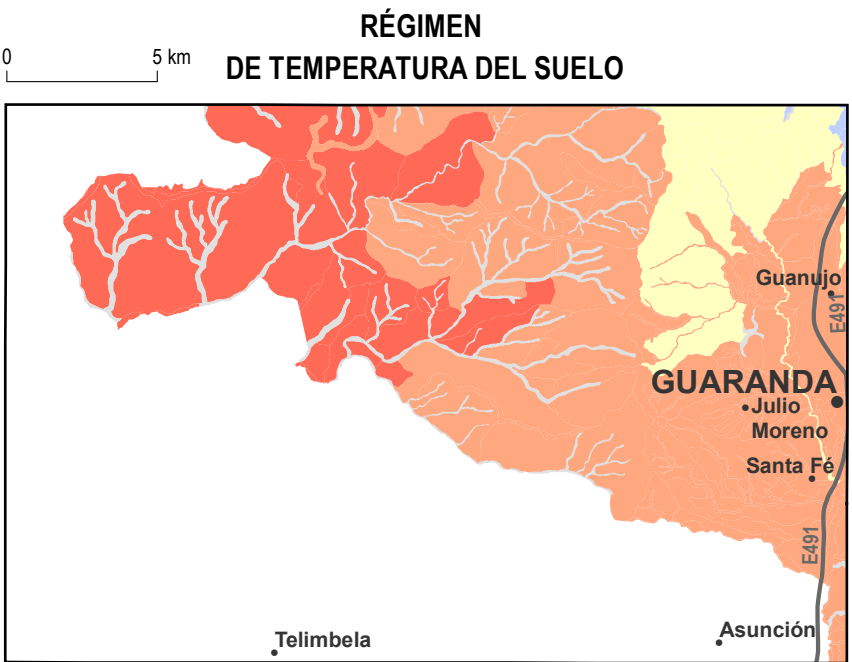 RÉGIMEN
DE TEMPERATURA DEL SUELO
0 5 km
Guanujo
E491
GUARANDA
Julio
Moreno
Santa Fé
E491
Asunción
Telimbela